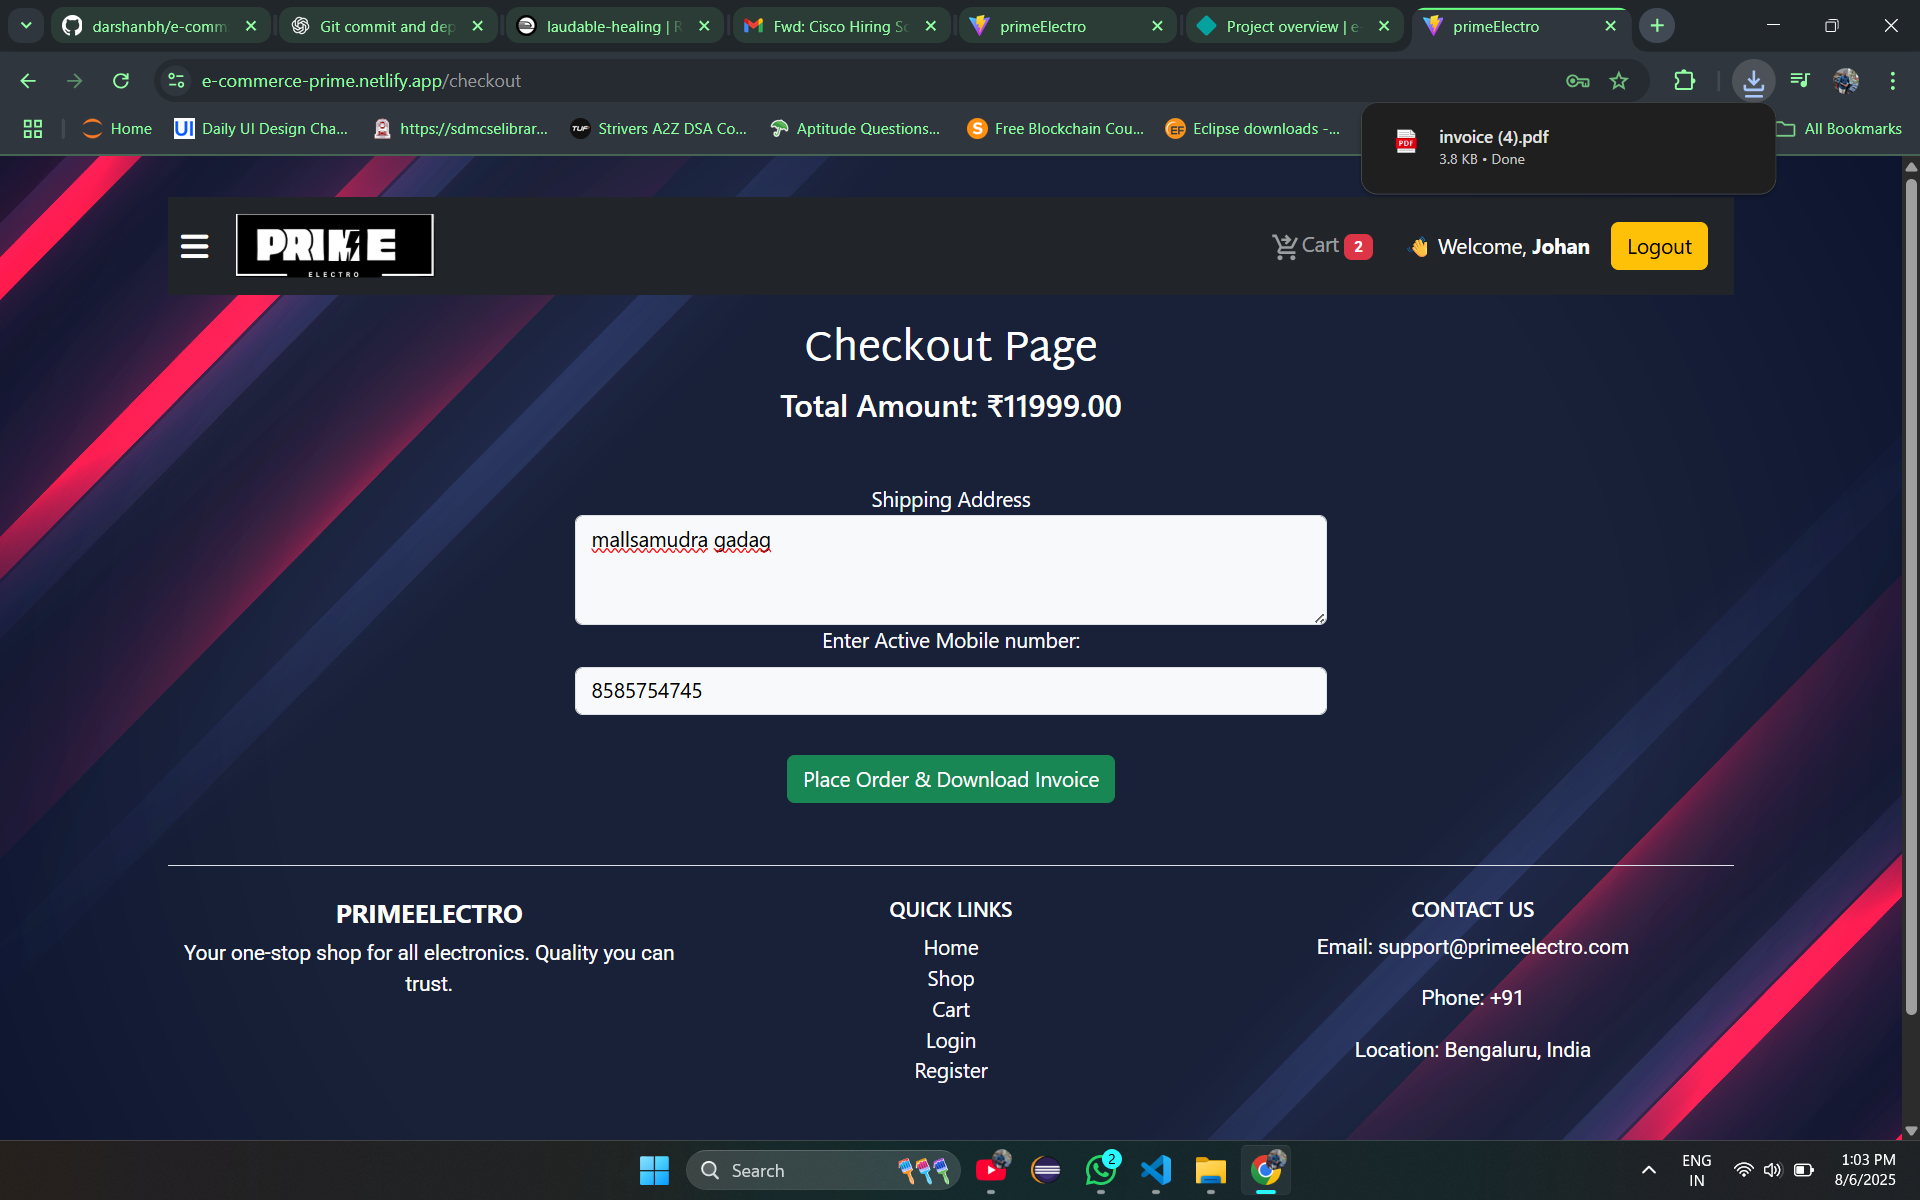 darshanbh/e-comm
Git commit and dep
laudable-healing | R
Fwd: Cisco Hiring Sc
primeElectro
Project overview | e-
primeElectro
e-commerce-prime.netlify.app/checkout
Home
UI Daily UI Design Cha...
https://sdmcselibrar...
TUF Strivers A2Z DSA Co...
Aptitude Questions...
S Free Blockchain Cou...
EF Eclipse downloads -...
All Bookmarks
PDF
invoice (4).pdf
3.8 KB • Done
PRIME
ELECTRO
Cart 2
👋 Welcome, Johan
Logout
Checkout Page
Total Amount: ₹11999.00
Shipping Address
mallsamudra gadag
Enter Active Mobile number:
8585754745
Place Order & Download Invoice
PRIMEELECTRO
Your one-stop shop for all electronics. Quality you can
trust.
QUICK LINKS
Home
Shop
Cart
Login
Register
CONTACT US
Email: support@primeelectro.com
Phone: +91
Location: Bengaluru, India
Search
2
ENG
IN
1:03 PM
8/6/2025